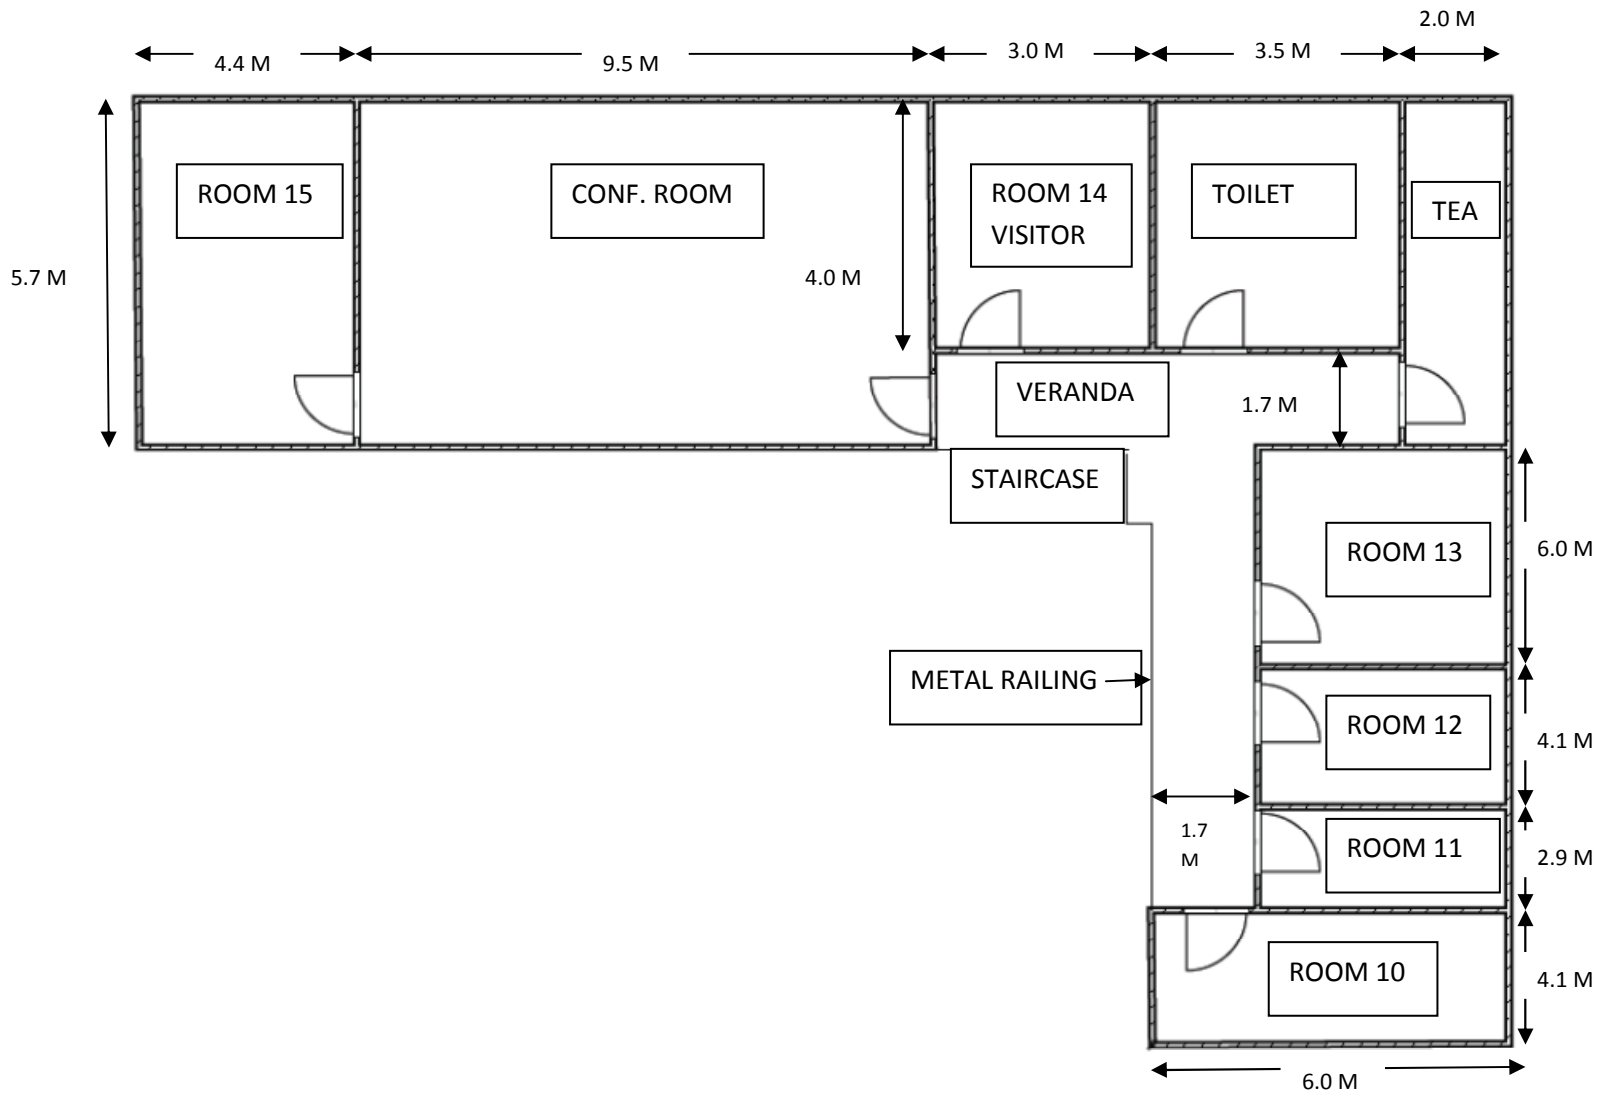 2.0 M
4.4 M
9.5 M
3.0 M
3.5 M
ROOM 15
CONF. ROOM
ROOM 14
VISITOR
TOILET
TEA
5.7 M
4.0 M
VERANDA
1.7 M
STAIRCASE
ROOM 13
6.0 M
METAL RAILING
ROOM 12
4.1 M
1.7
M
ROOM 11
2.9 M
ROOM 10
4.1 M
6.0 M